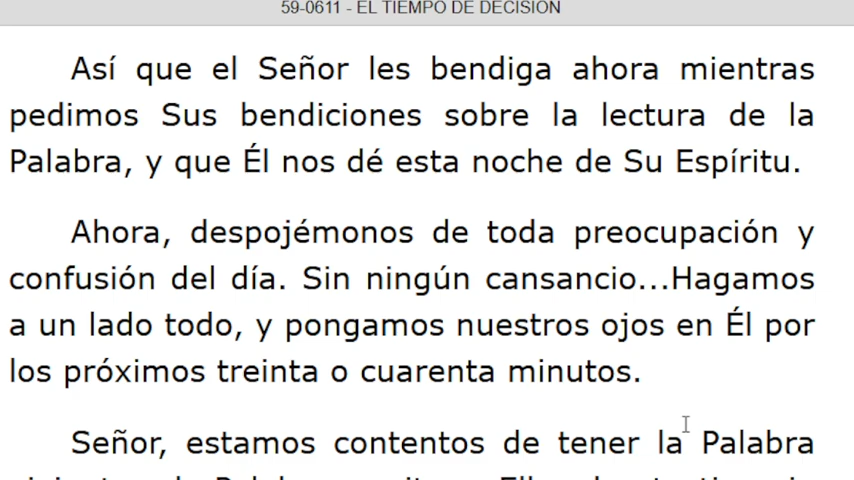 59-0611 - EL TIEMPO DE DECISIÓN
Así que el Señor les bendiga ahora mientras
pedimos Sus bendiciones sobre la lectura de la
Palabra, y que Él nos dé esta noche de Su Espíritu.
Ahora, despojémonos de toda preocupación y
confusión del día. Sin ningún cansancio...Hagamos
a un lado todo, y pongamos nuestros ojos en Él por
los próximos treinta o cuarenta minutos.
Señor, estamos contentos de tener la Palabra